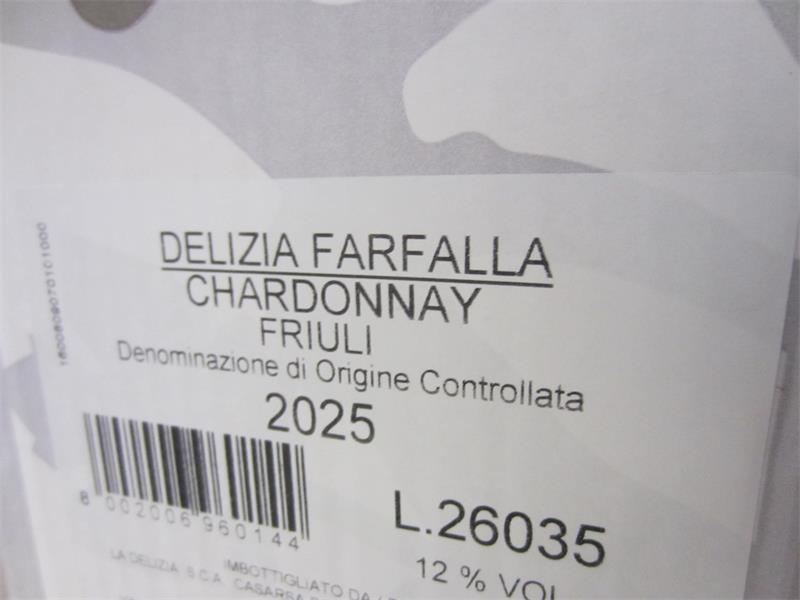 DELIZIA FARFALLA
CHARDONNAY
FRIULI
Denominazione di Origine Controllata
2025
8 002006 960144
L.26035
12 % VOL
IMBOTTIGLIATO DA
LA DELIZIA S.C.A. CASARSA